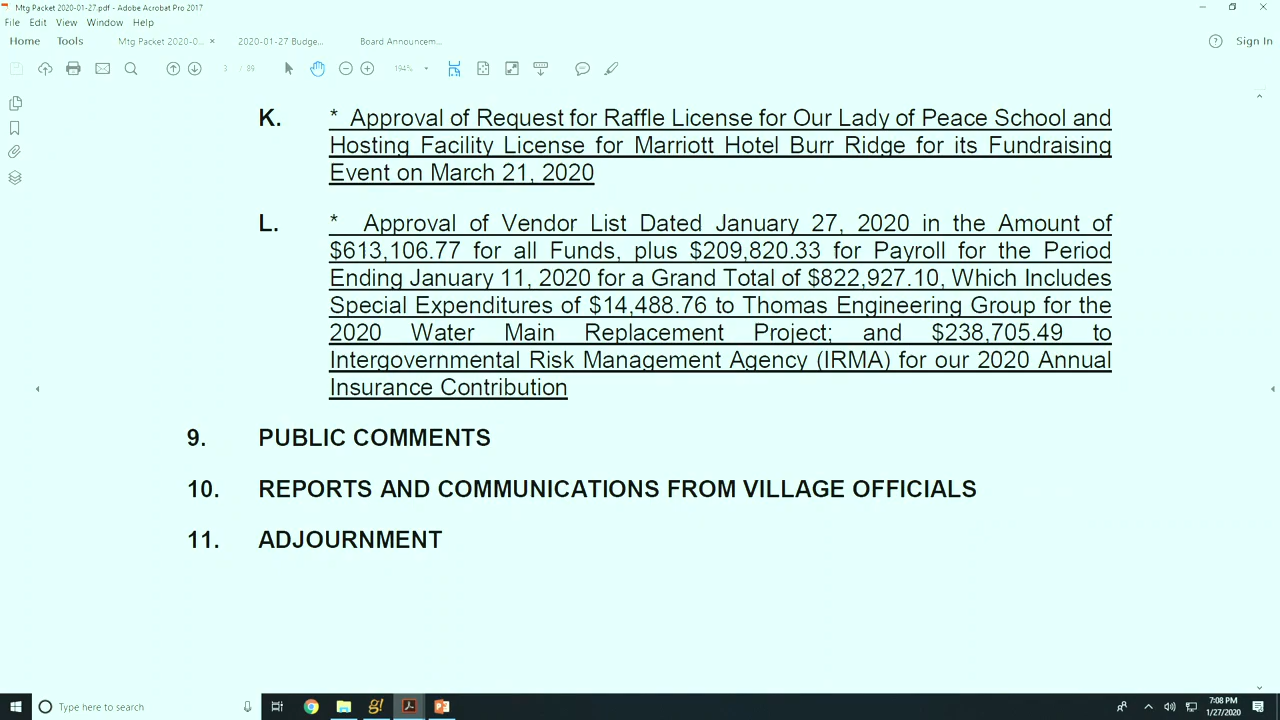 Mtg Packet 2020-01-27.pdf - Adobe Acrobat Pro 2017
File Edit View Window Help
Home Tools Mtg Packet 2020-0... × 2020-01-27 Budge... Board Announcem... Sign In
3 / 89 194%
K. * Approval of Request for Raffle License for Our Lady of Peace School and
Hosting Facility License for Marriott Hotel Burr Ridge for its Fundraising
Event on March 21, 2020
L. * Approval of Vendor List Dated January 27, 2020 in the Amount of
$613,106.77 for all Funds, plus $209,820.33 for Payroll for the Period
Ending January 11, 2020 for a Grand Total of $822,927.10, Which Includes
Special Expenditures of $14,488.76 to Thomas Engineering Group for the
2020 Water Main Replacement Project; and $238,705.49 to
Intergovernmental Risk Management Agency (IRMA) for our 2020 Annual
Insurance Contribution
9. PUBLIC COMMENTS
10. REPORTS AND COMMUNICATIONS FROM VILLAGE OFFICIALS
11. ADJOURNMENT
Type here to search
g!
7:08 PM
1/27/2020